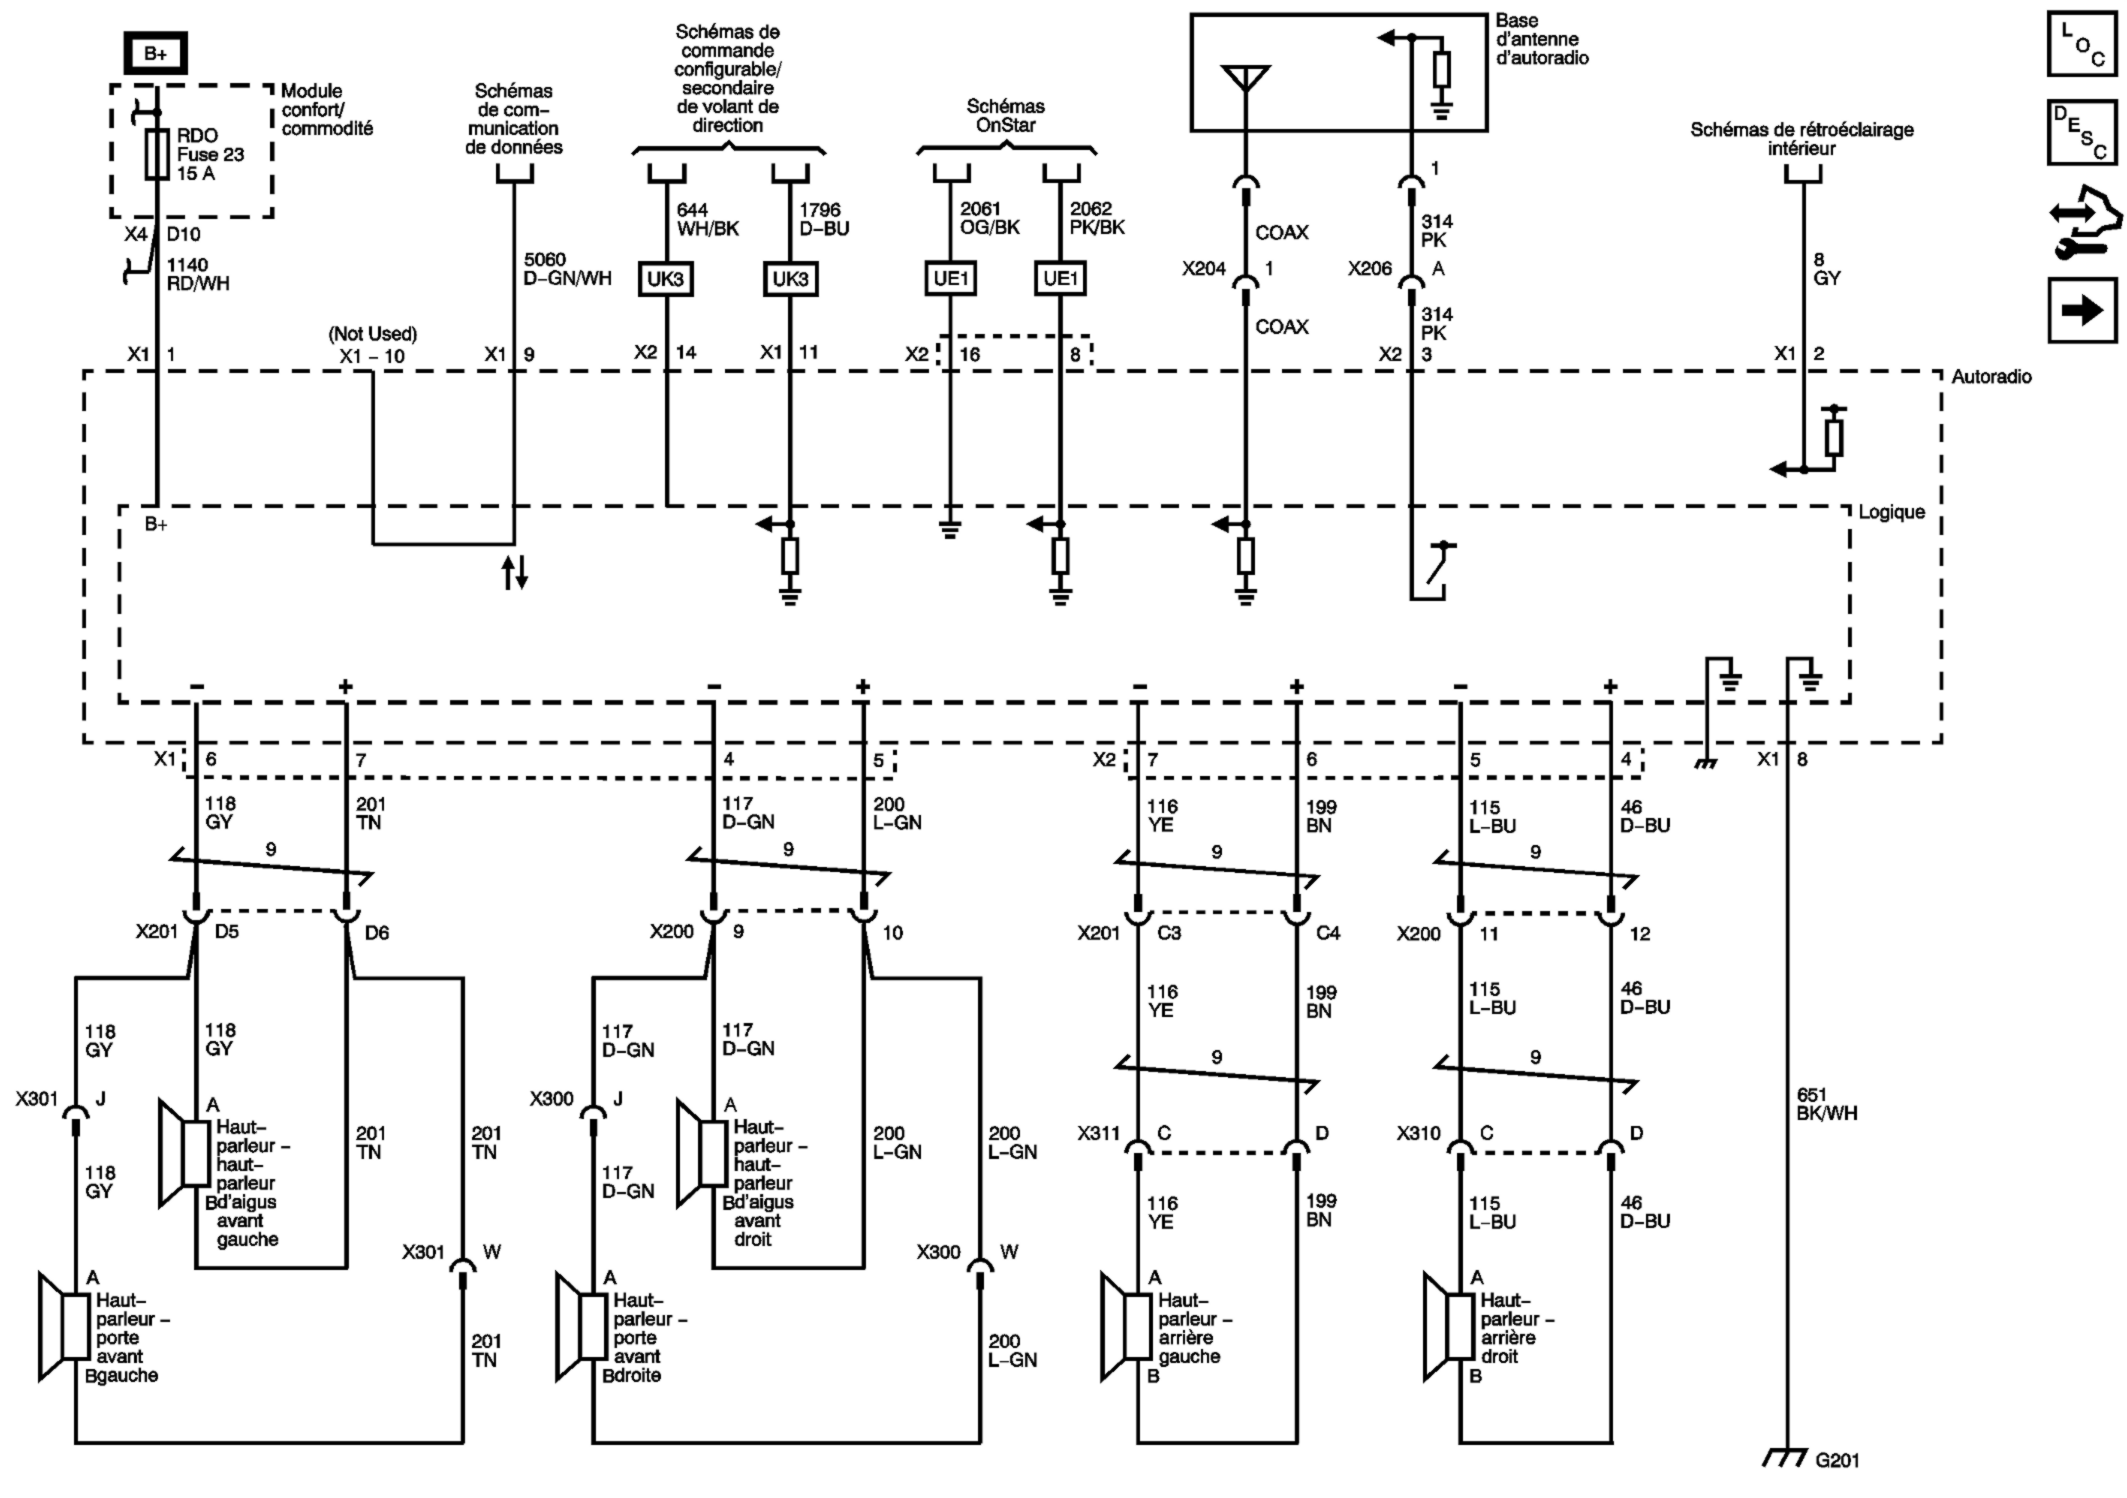 B+
Module
confort/
commodité
RDO
Fuse 23
15 A
X4 D10
1140
RD/WH
X1 1
(Not Used)
X1 – 10
Schémas
de com–
munication
de données
5060
D–GN/WH
X1 9
Schémas de
commande
configurable/
secondaire
de volant de
direction
644
WH/BK
UK3
X2 14
1796
D–BU
UK3
X1 11
Schémas
OnStar
2061
OG/BK
UE1
X2 16
2062
PK/BK
UE1
8
Base
d'antenne
d'autoradio
COAX
X204 1
COAX
1
314
PK
X206 A
314
PK
X2 3
Schémas de rétroéclairage
intérieur
8
GY
X1 2
L
O
C
D
E
S
C
Autoradio
B+
Logique
– + – + – + – +
X1 6 7 4 5
X2 7 6 5 4
X1 8
118
GY
201
TN
117
D–GN
200
L–GN
116
YE
199
BN
115
L–BU
46
D–BU
9 9 9 9
X201 D5 D6
X200 9 10
X201 C3 C4
X200 11 12
118
GY
118
GY
117
D–GN
117
D–GN
116
YE
199
BN
115
L–BU
46
D–BU
9 9
X301 J
X300 J
X311 C D
X310 C D
651
BK/WH
A
Haut–
parleur –
haut–
parleur
Bd'aigus
avant
gauche
201
TN
201
TN
A
Haut–
parleur –
haut–
parleur
Bd'aigus
avant
droit
200
L–GN
200
L–GN
118
GY
117
D–GN
116
YE
199
BN
115
L–BU
46
D–BU
X301 W
X300 W
A
Haut–
parleur –
porte
avant
Bgauche
201
TN
A
Haut–
parleur –
porte
avant
Bdroite
200
L–GN
A
Haut–
parleur –
arrière
gauche
B
A
Haut–
parleur –
arrière
droit
B
G201